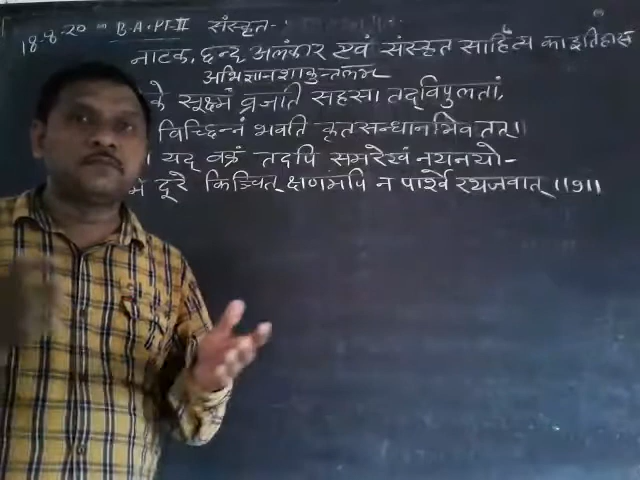 18-8-20 = B.A.PT-II संस्कृत-:
नाटक, छन्द अलंकार एवं संस्कृत साहित्य का इतिहास
अभिज्ञानशाकुन्तलम
के सूक्ष्मं व्रजति सहसा तद्विपुलतां,
विच्छिन्नं भवति कृतसन्धानमिव तत्।
यद् वक्रं तदपि समरेखं नयनयो-
दूरे किञ्चित् क्षणमपि न पार्श्वे रथजवात् ॥9॥